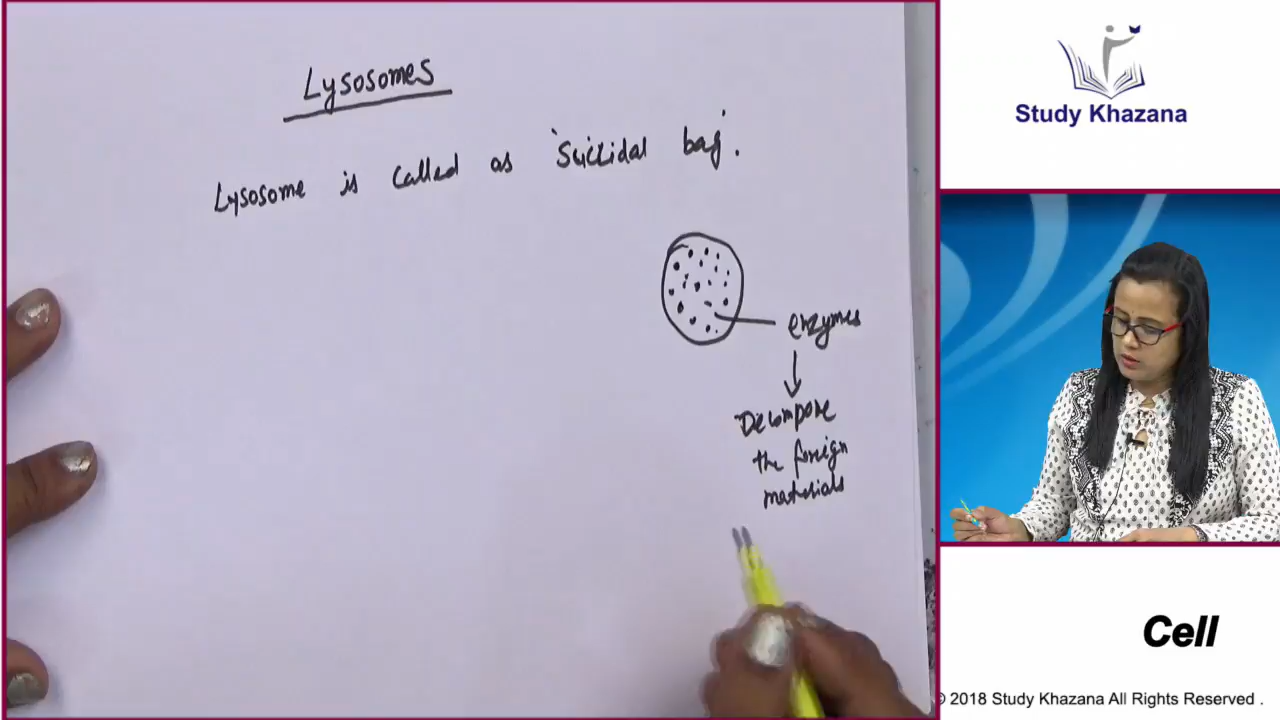 Lysosomes
Lysosome is called as 'Suicidal bag'.
enzymes
Decompose
the foreign
materials
Study Khazana
Cell
© 2018 Study Khazana All Rights Reserved .